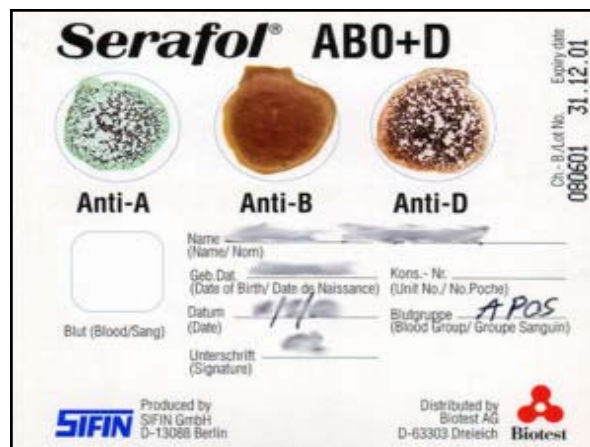 Serafol® ABO+D
Anti-A Anti-B Anti-D
Ch.-B./Lot No. Expiry date
080601 31.12.01
Name
(Name/ Nom)
Geb.Dat.
(Date of Birth/ Date de Naissance)
Kons.- Nr.
(Unit No./ No.Poche)
Datum
(Date)
Blutgruppe A POS
(Blood Group/ Groupe Sanguin)
Unterschrift
(Signature)
Blut (Blood/Sang)
SIFIN
Produced by
SIFIN GmbH
D-13088 Berlin
Distributed by
Biotest AG
D-63303 Dreieich
Biotest